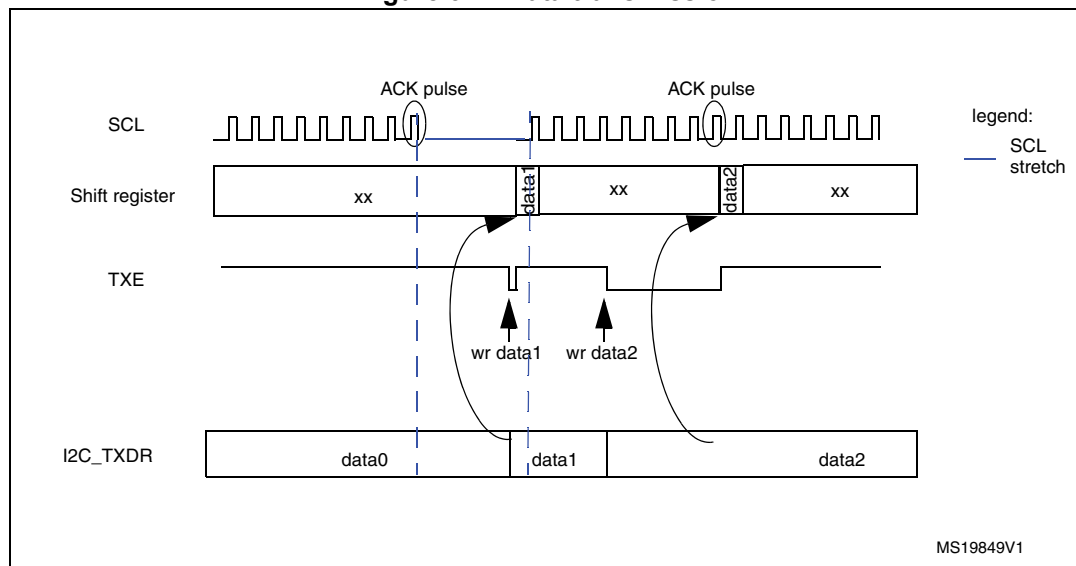 ACK pulse
ACK pulse
SCL
legend:
SCL
stretch
Shift register
xx
data1
xx
data2
xx
TXE
wr data1
wr data2
I2C_TXDR
data0
data1
data2
MS19849V1